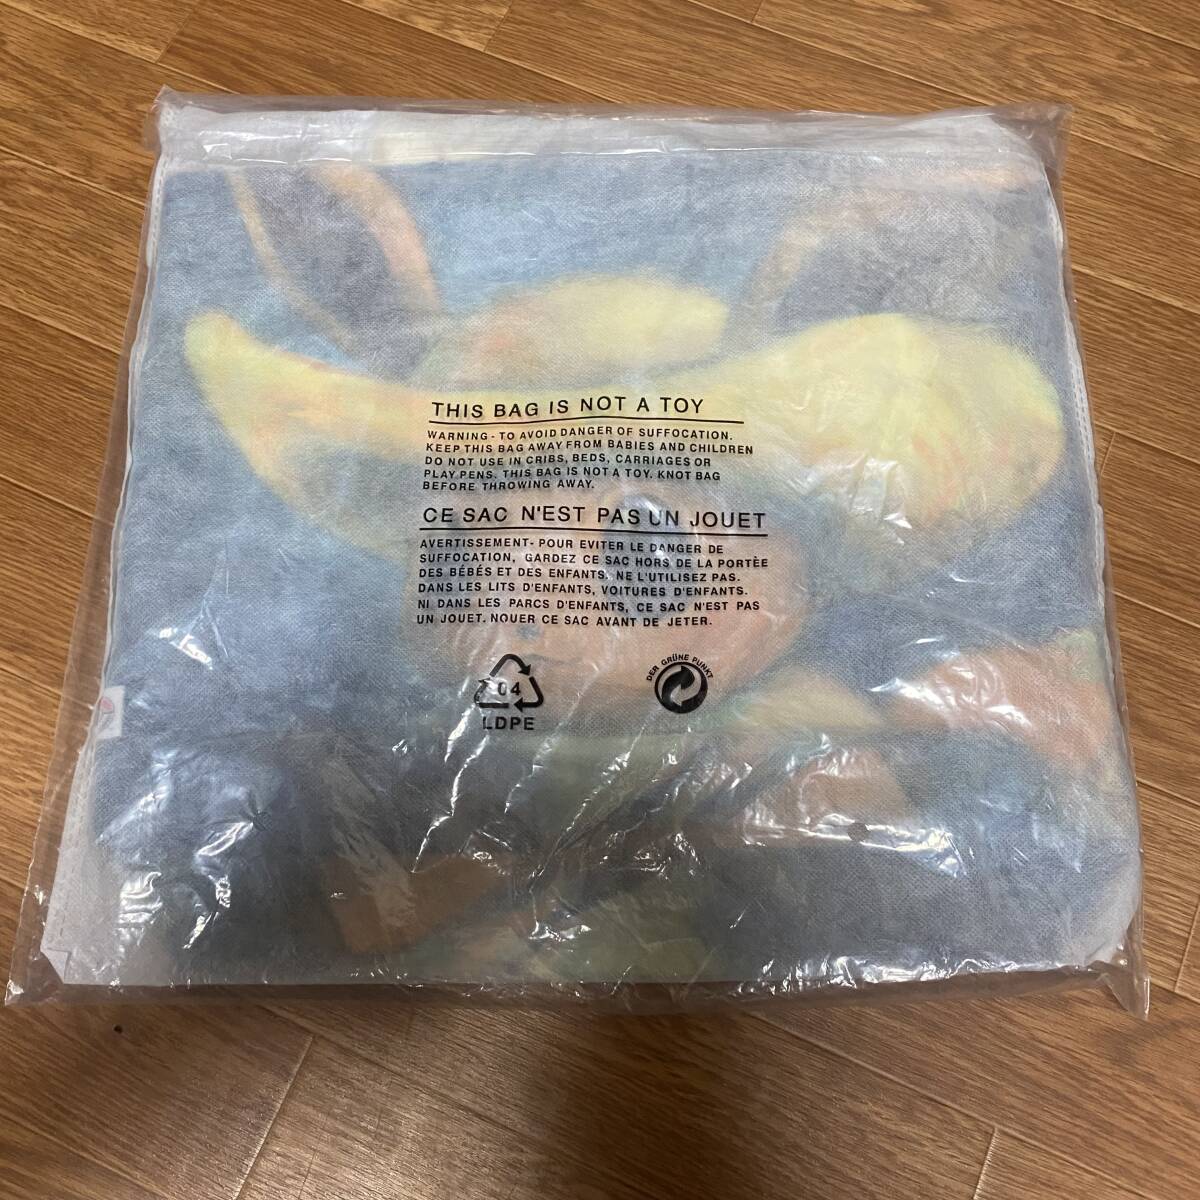 THIS BAG IS NOT A TOY
WARNING - TO AVOID DANGER OF SUFFOCATION.
KEEP THIS BAG AWAY FROM BABIES AND CHILDREN
DO NOT USE IN CRIBS, BEDS, CARRIAGES OR
PLAY PENS. THIS BAG IS NOT A TOY. KNOT BAG
BEFORE THROWING AWAY.
CE SAC N'EST PAS UN JOUET
AVERTISSEMENT- POUR EVITER LE DANGER DE
SUFFOCATION, GARDEZ CE SAC HORS DE LA PORTÈE
DES BÉBÉS ET DES ENFANTS. NE L'UTILISEZ PAS.
DANS LES LITS D'ENFANTS, VOITURES D'ENFANTS.
NI DANS LES PARCS D'ENFANTS, CE SAC N'EST PAS
UN JOUET. NOUER CE SAC AVANT DE JETER.
04
LDPE
DER GRÜNE PUNKT